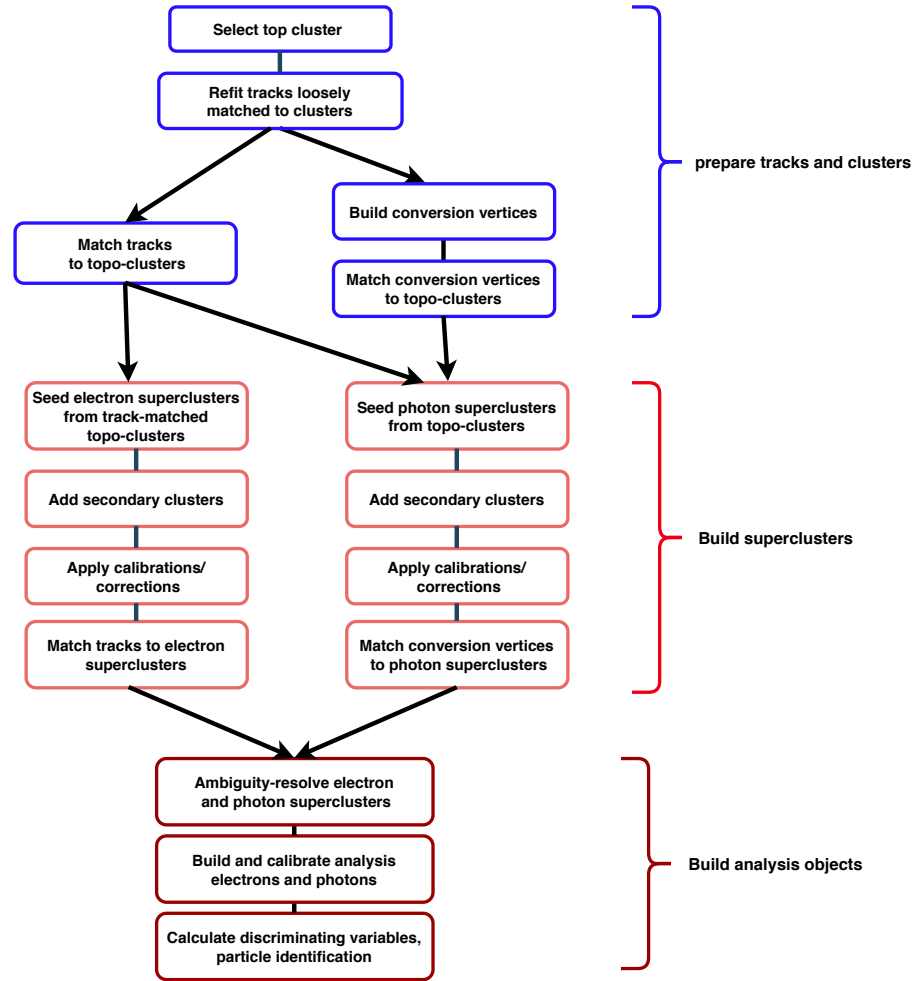 Select top cluster
Refit tracks loosely
matched to clusters
prepare tracks and clusters
Build conversion vertices
Match tracks
to topo-clusters
Match conversion vertices
to topo-clusters
Seed electron superclusters
from track-matched
topo-clusters
Seed photon superclusters
from topo-clusters
Add secondary clusters
Add secondary clusters
Build superclusters
Apply calibrations/
corrections
Apply calibrations/
corrections
Match tracks to electron
superclusters
Match conversion vertices
to photon superclusters
Ambiguity-resolve electron
and photon superclusters
Build and calibrate analysis
electrons and photons
Build analysis objects
Calculate discriminating variables,
particle identification